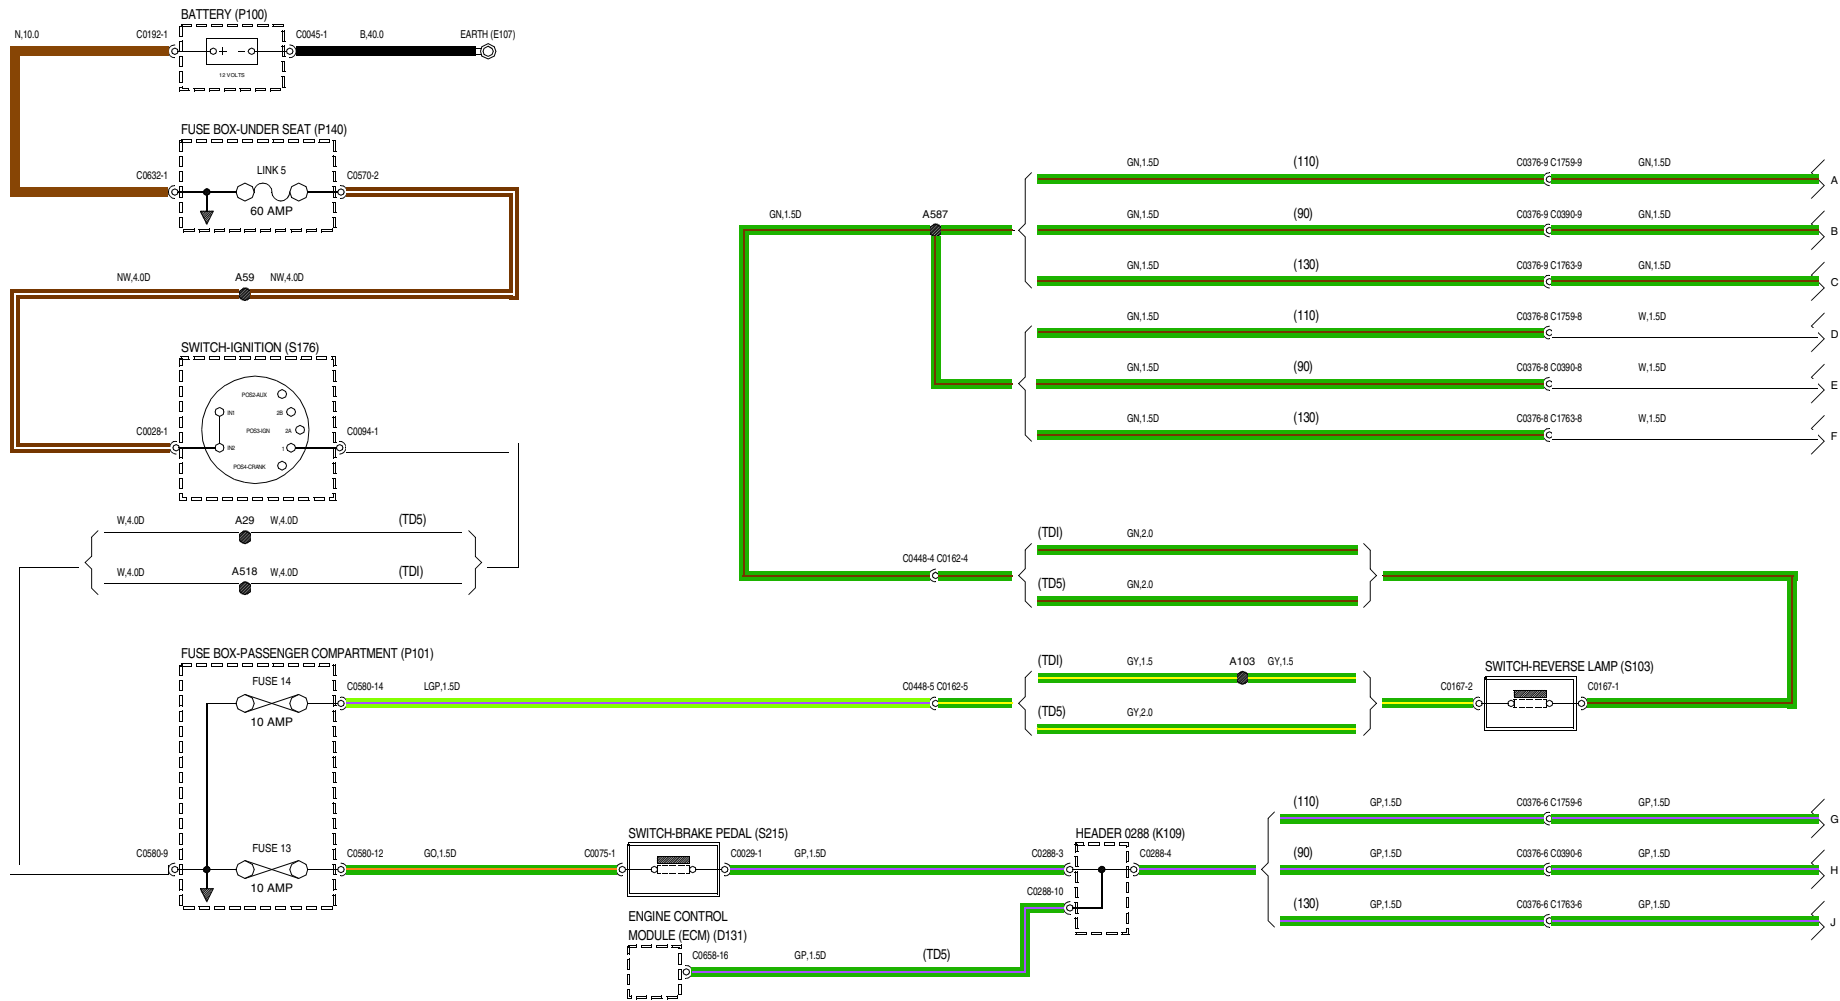 BATTERY (P100)
N,10.0
C0192-1
C0045-1
B,40.0
EARTH (E107)
+ -
12 VOLTS
FUSE BOX-UNDER SEAT (P140)
C0632-1
LINK 5
C0570-2
60 AMP
NW,4.0D
A59
NW,4.0D
SWITCH-IGNITION (S176)
POS2-AUX
IN1
2B
POS3-IGN
2A
C0028-1
IN2
1
C0094-1
POS4-CRANK
W,4.0D
A29
W,4.0D
(TD5)
W,4.0D
A518
W,4.0D
(TDI)
FUSE BOX-PASSENGER COMPARTMENT (P101)
FUSE 14
C0580-14
LGP,1.5D
10 AMP
FUSE 13
C0580-9
C0580-12
GO,1.5D
10 AMP
SWITCH-BRAKE PEDAL (S215)
C0075-1
C0029-1
GP,1.5D
ENGINE CONTROL
MODULE (ECM) (D131)
C0658-16
GP,1.5D
(TD5)
HEADER 0288 (K109)
C0288-3
C0288-4
C0288-10
GN,1.5D
A587
GN,1.5D
(110)
C0376-9 C1759-9
GN,1.5D
A
GN,1.5D
(90)
C0376-9 C0390-9
GN,1.5D
B
GN,1.5D
(130)
C0376-9 C1763-9
GN,1.5D
C
GN,1.5D
(110)
C0376-8 C1759-8
W,1.5D
D
GN,1.5D
(90)
C0376-8 C0390-8
W,1.5D
E
GN,1.5D
(130)
C0376-8 C1763-8
W,1.5D
F
C0448-4 C0162-4
(TDI)
GN,2.0
(TD5)
GN,2.0
C0448-5 C0162-5
(TDI)
GY,1.5
A103
GY,1.5
(TD5)
GY,2.0
SWITCH-REVERSE LAMP (S103)
C0167-2
C0167-1
(110)
GP,1.5D
C0376-6 C1759-6
GP,1.5D
G
(90)
GP,1.5D
C0376-6 C0390-6
GP,1.5D
H
(130)
GP,1.5D
C0376-6 C1763-6
GP,1.5D
J